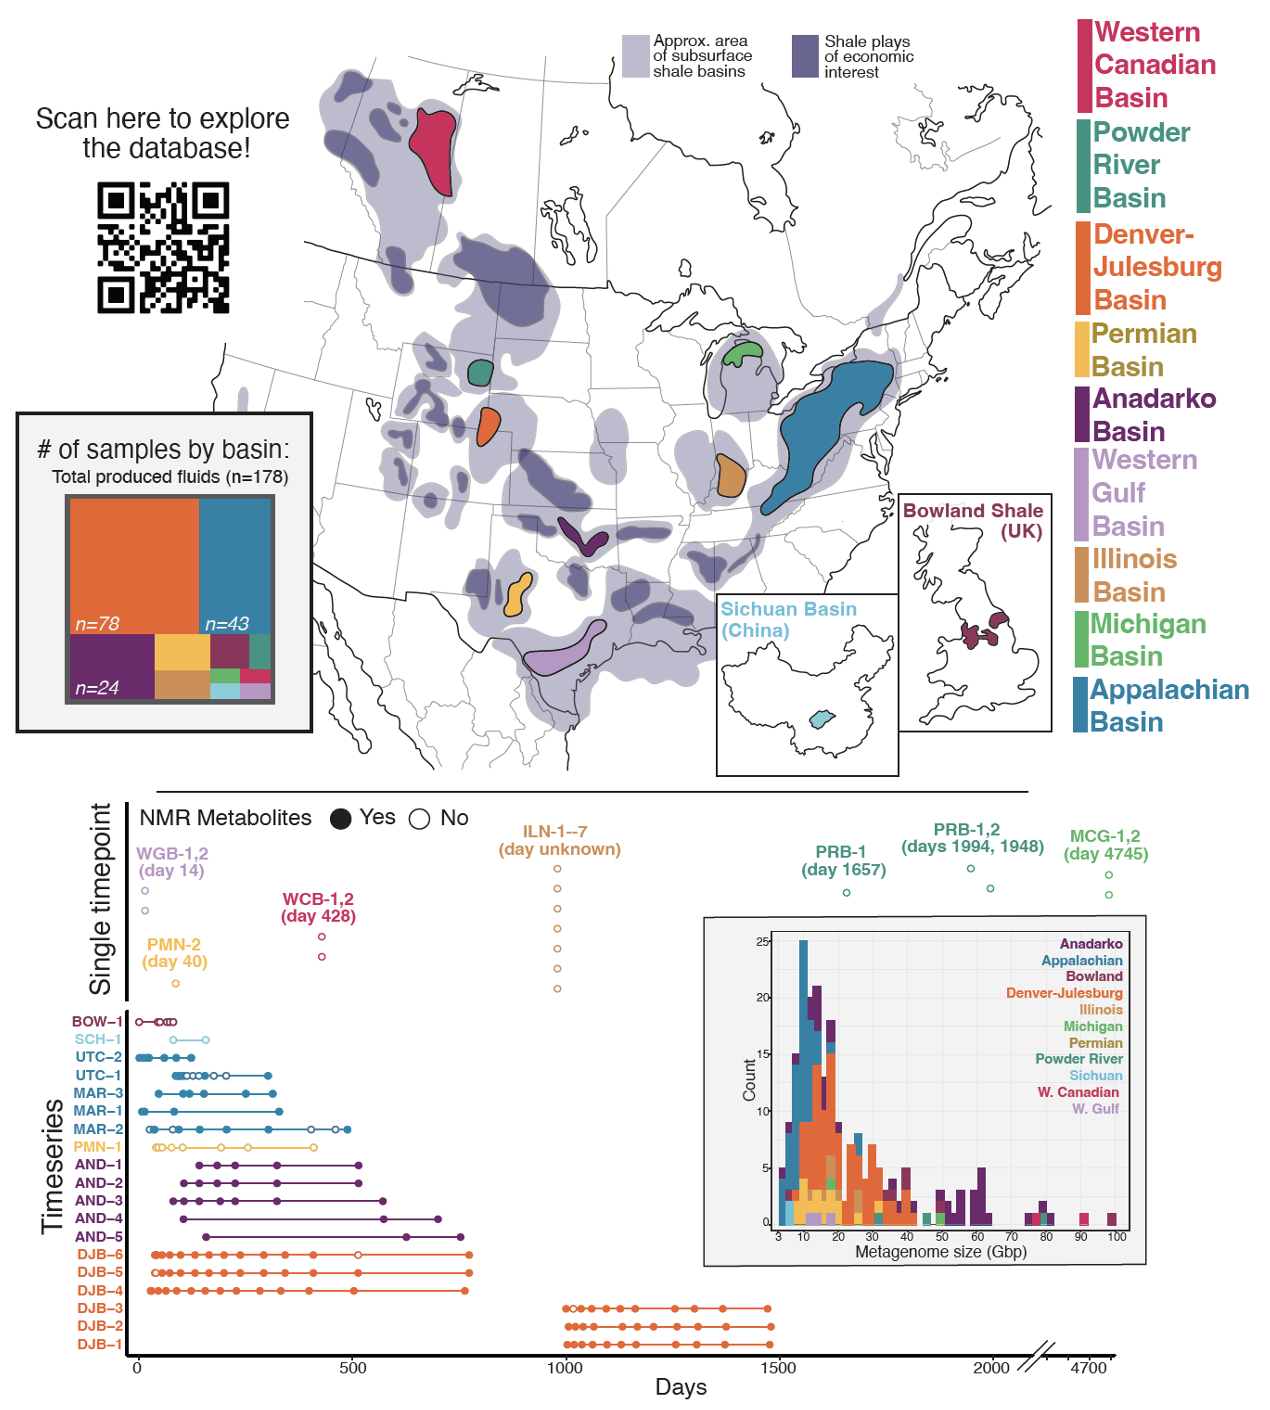 Approx. area
of subsurface
shale basins
Shale plays
of economic
interest
Western
Canadian
Basin
Powder
River
Basin
Denver-
Julesburg
Basin
Permian
Basin
Anadarko
Basin
Western
Gulf
Basin
Illinois
Basin
Michigan
Basin
Appalachian
Basin
Scan here to explore
the database!
# of samples by basin:
Total produced fluids (n=178)
n=78
n=43
n=24
Bowland Shale
(UK)
Sichuan Basin
(China)
Single timepoint
NMR Metabolites Yes No
WGB-1,2
(day 14)
PMN-2
(day 40)
WCB-1,2
(day 428)
ILN-1--7
(day unknown)
PRB-1
(day 1657)
PRB-1,2
(days 1994, 1948)
MCG-1,2
(day 4745)
Timeseries
BOW–1
SCH–1
UTC–2
UTC–1
MAR–3
MAR–1
MAR–2
PMN–1
AND–1
AND–2
AND–3
AND–4
AND–5
DJB–6
DJB–5
DJB–4
DJB–3
DJB–2
DJB–1
0 500 1000 1500 2000 4700
Days
Count
25
20
15
10
5
0
3 10 20 30 40 50 60 70 80 90 100
Metagenome size (Gbp)
Anadarko
Appalachian
Bowland
Denver-Julesburg
Illinois
Michigan
Permian
Powder River
Sichuan
W. Canadian
W. Gulf